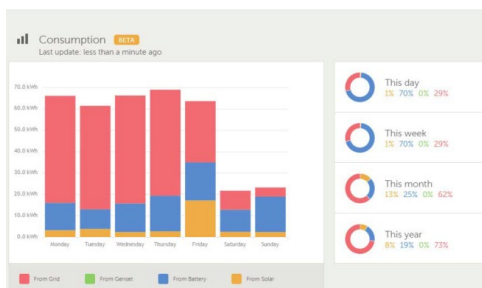 Consumption BETA
Last update: less than a minute ago
70.0 kWh
60.0 kWh
50.0 kWh
40.0 kWh
30.0 kWh
20.0 kWh
10.0 kWh
0.0 kWh
Monday Tuesday Wednesday Thursday Friday Saturday Sunday
From Grid From Genset From Battery From Solar
This day
1% 70% 0% 29%
This week
1% 70% 0% 29%
This month
13% 25% 0% 62%
This year
8% 19% 0% 73%